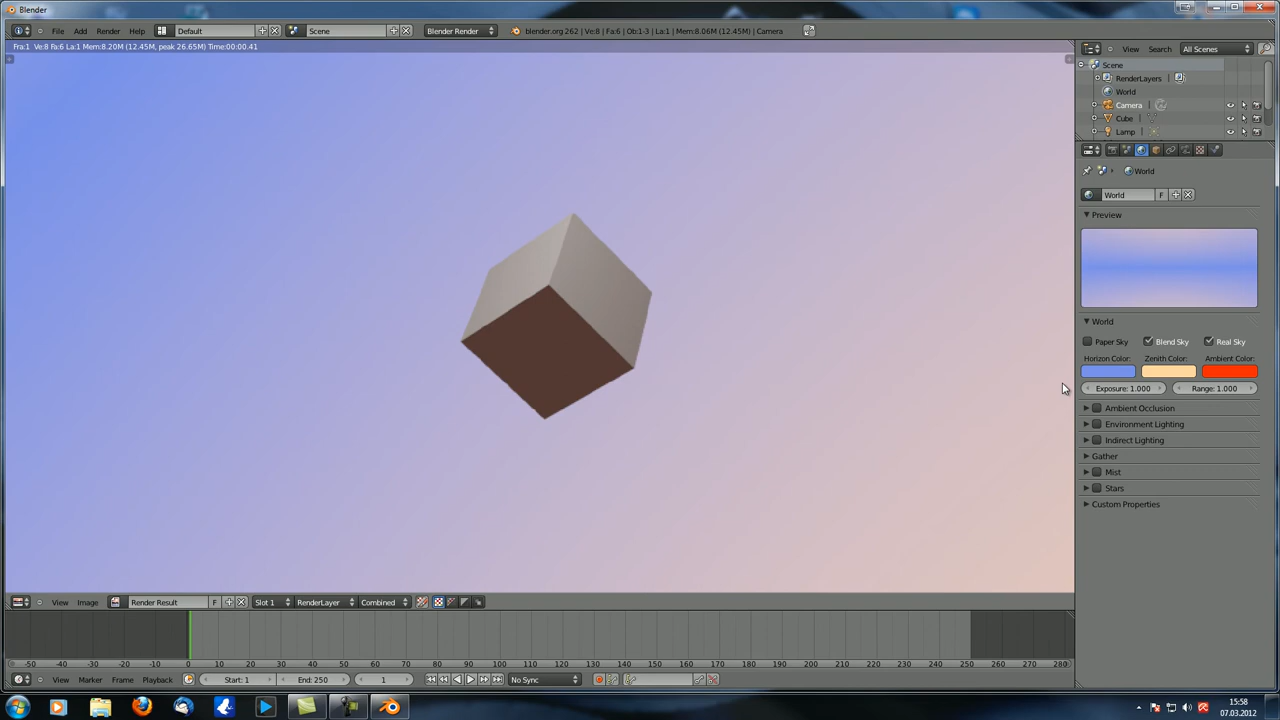 Blender
File Add Render Help Default Scene Blender Render blender.org 262 | Ve:8 | Fa:6 | Ob:1-3 | La:1 | Mem:8.06M (12.45M) | Camera
Fra:1 Ve:8 Fa:6 La:1 Mem:8.20M (12.45M, peak 26.65M) Time:00:00.41
View Search All Scenes
Scene
RenderLayers
World
Camera
Cube
Lamp
World
World F
Preview
World
Paper Sky Blend Sky Real Sky
Horizon Color: Zenith Color: Ambient Color:
Exposure: 1.000 Range: 1.000
Ambient Occlusion
Environment Lighting
Indirect Lighting
Gather
Mist
Stars
Custom Properties
View Image Render Result F Slot 1 RenderLayer Combined
-50 -40 -30 -20 -10 0 10 20 30 40 50 60 70 80 90 100 110 120 130 140 150 160 170 180 190 200 210 220 230 240 250 260 270 280
View Marker Frame Playback Start: 1 End: 250 1 No Sync
15:58
07.03.2012